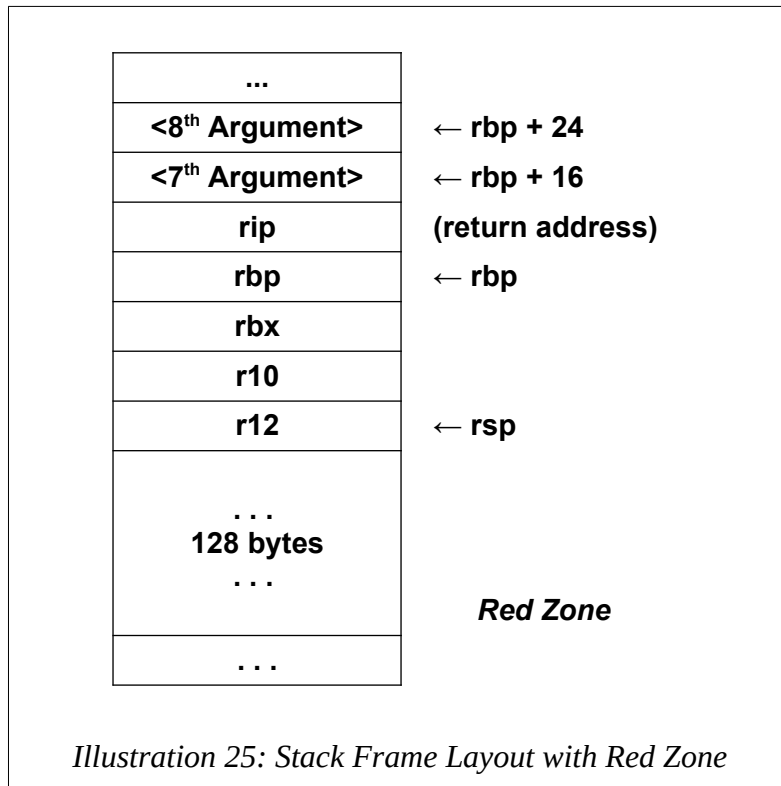 ...
<8th Argument> ← rbp + 24
<7th Argument> ← rbp + 16
rip (return address)
rbp ← rbp
rbx
r10
r12 ← rsp
. . .
128 bytes
. . .
Red Zone
. . .
Illustration 25: Stack Frame Layout with Red Zone